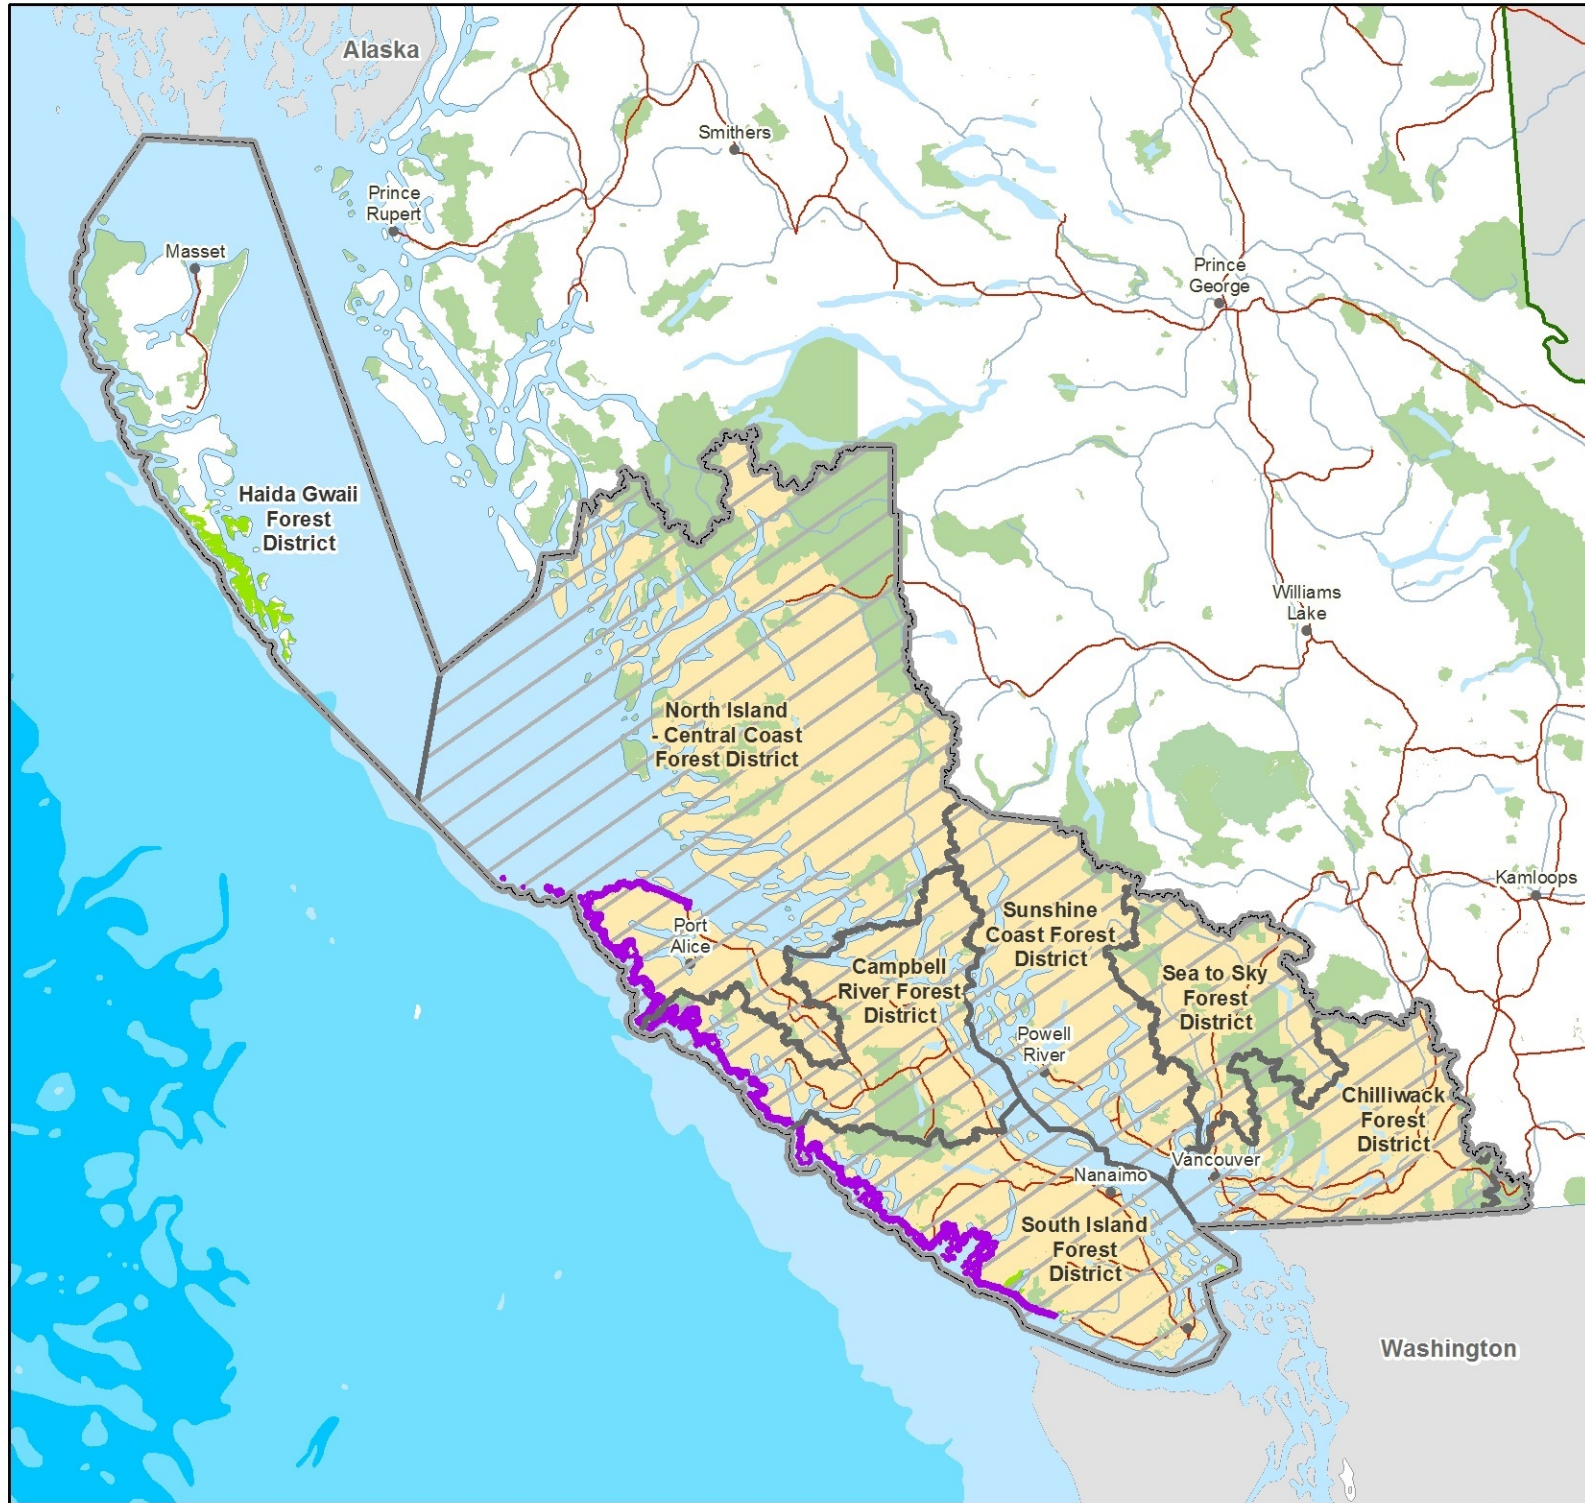 Alaska
Smithers
Prince
Rupert
Masset
Prince
George
Haida Gwaii
Forest
District
Williams
Lake
North Island
- Central Coast
Forest District
Kamloops
Port
Alice
Sunshine
Coast Forest
District
Campbell
River Forest
District
Sea to Sky
Forest
District
Powell
River
Chilliwack
Forest
District
Vancouver
Nanaimo
South Island
Forest
District
Washington